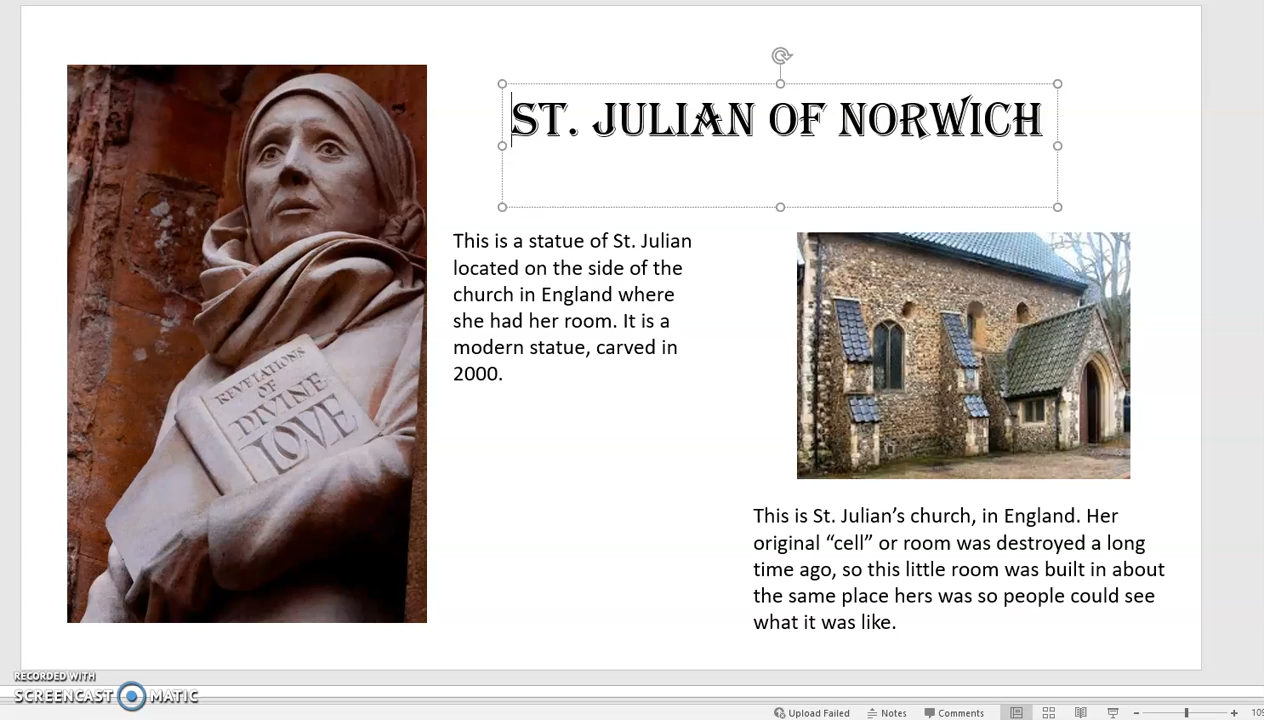 ST. JULIAN OF NORWICH
REVELATIONS
OF
DIVINE
LOVE
This is a statue of St. Julian
located on the side of the
church in England where
she had her room. It is a
modern statue, carved in
2000.
This is St. Julian’s church, in England. Her
original “cell” or room was destroyed a long
time ago, so this little room was built in about
the same place hers was so people could see
what it was like.
RECORDED WITH
SCREENCAST MATIC
Upload Failed Notes Comments